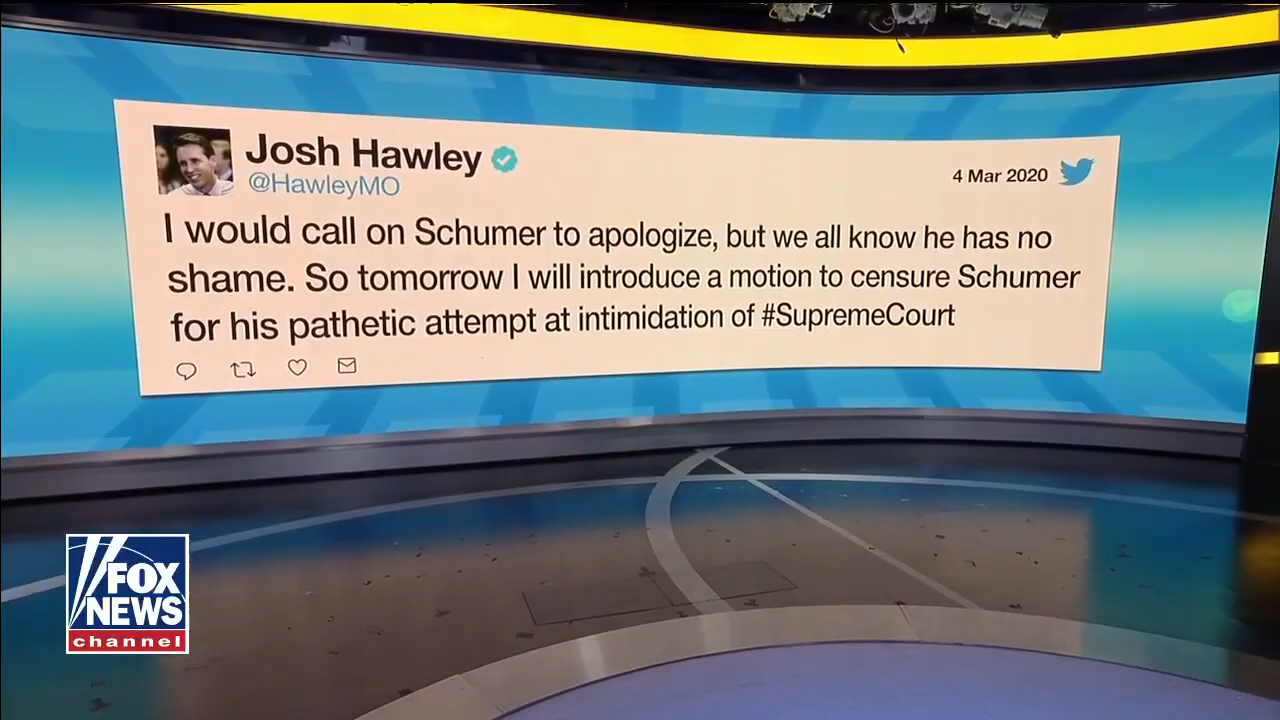 Josh Hawley
@HawleyMO
4 Mar 2020
I would call on Schumer to apologize, but we all know he has no
shame. So tomorrow I will introduce a motion to censure Schumer
for his pathetic attempt at intimidation of #SupremeCourt
FOX
NEWS
channel